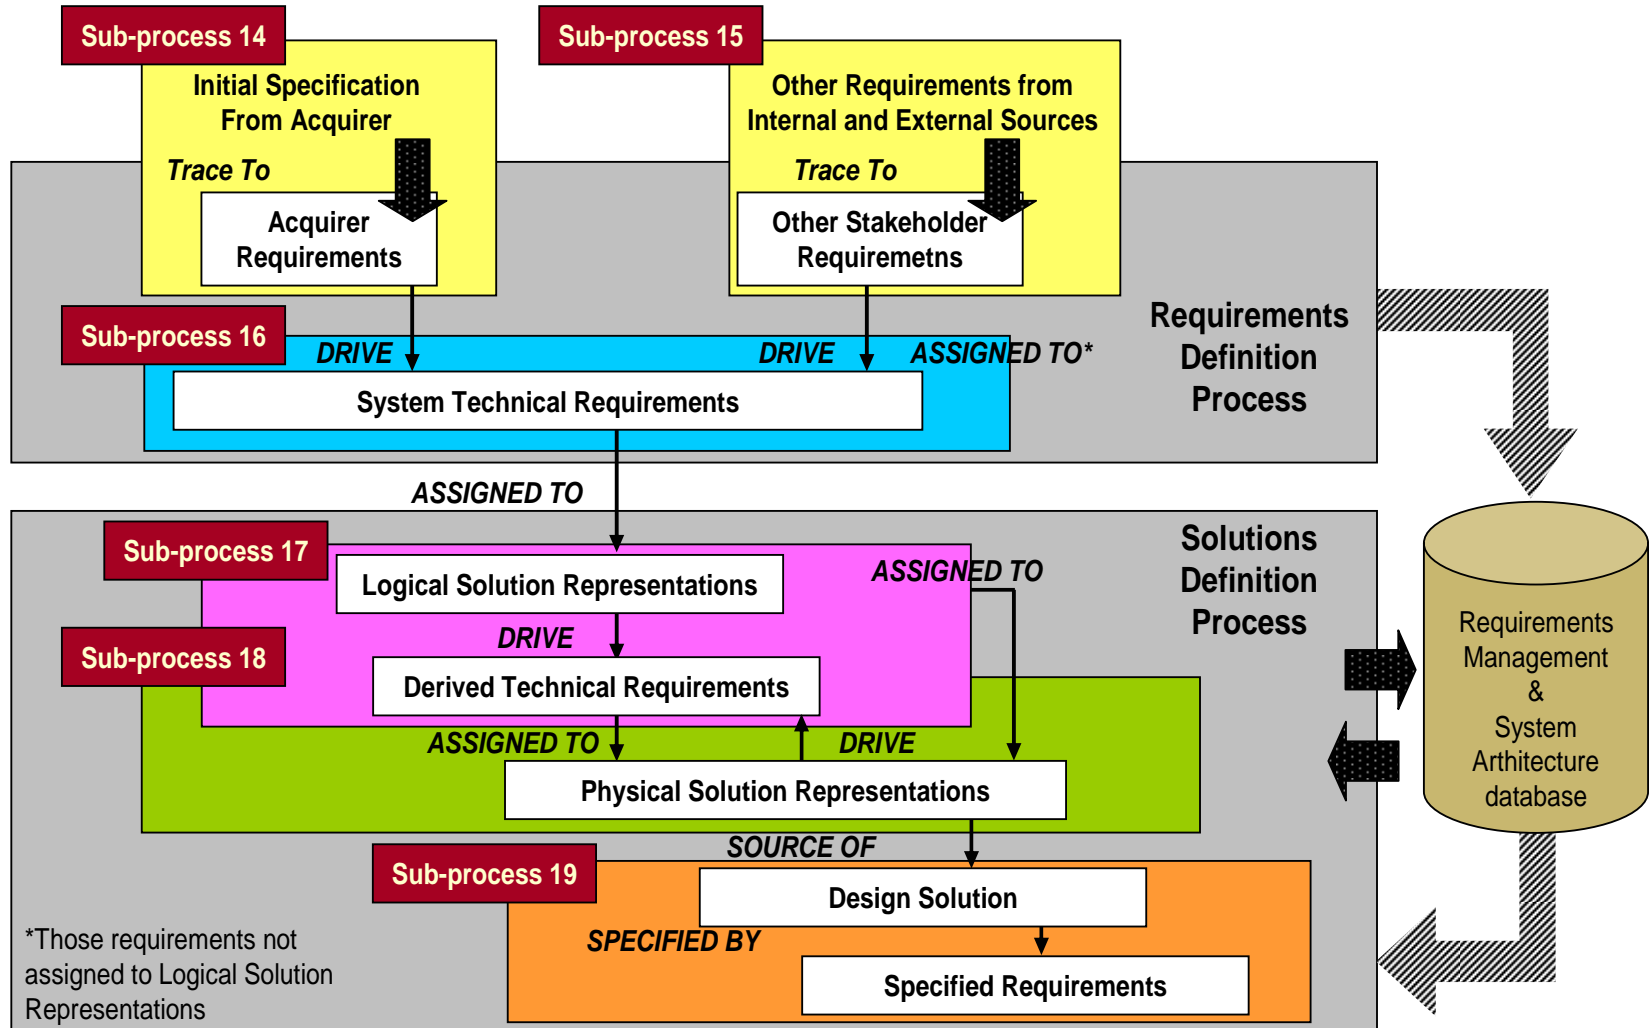 Sub-process 14
Initial Specification
From Acquirer
Trace To
Acquirer
Requirements
Sub-process 15
Other Requirements from
Internal and External Sources
Trace To
Other Stakeholder
Requiremetns
Requirements
Definition
Process
Sub-process 16
DRIVE
DRIVE
ASSIGNED TO*
System Technical Requirements
ASSIGNED TO
Solutions
Definition
Process
Sub-process 17
Logical Solution Representations
ASSIGNED TO
DRIVE
Sub-process 18
Derived Technical Requirements
ASSIGNED TO
DRIVE
Physical Solution Representations
SOURCE OF
Sub-process 19
Design Solution
SPECIFIED BY
Specified Requirements
*Those requirements not
assigned to Logical Solution
Representations
Requirements
Management
&
System
Arthitecture
database